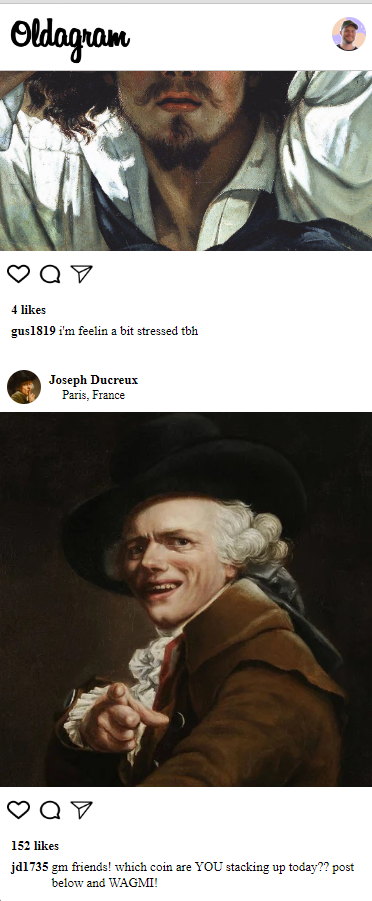 Oldagram
4 likes
gus1819 i'm feelin a bit stressed tbh
Joseph Ducreux
Paris, France
152 likes
jd1735 gm friends! which coin are YOU stacking up today?? post
below and WAGMI!